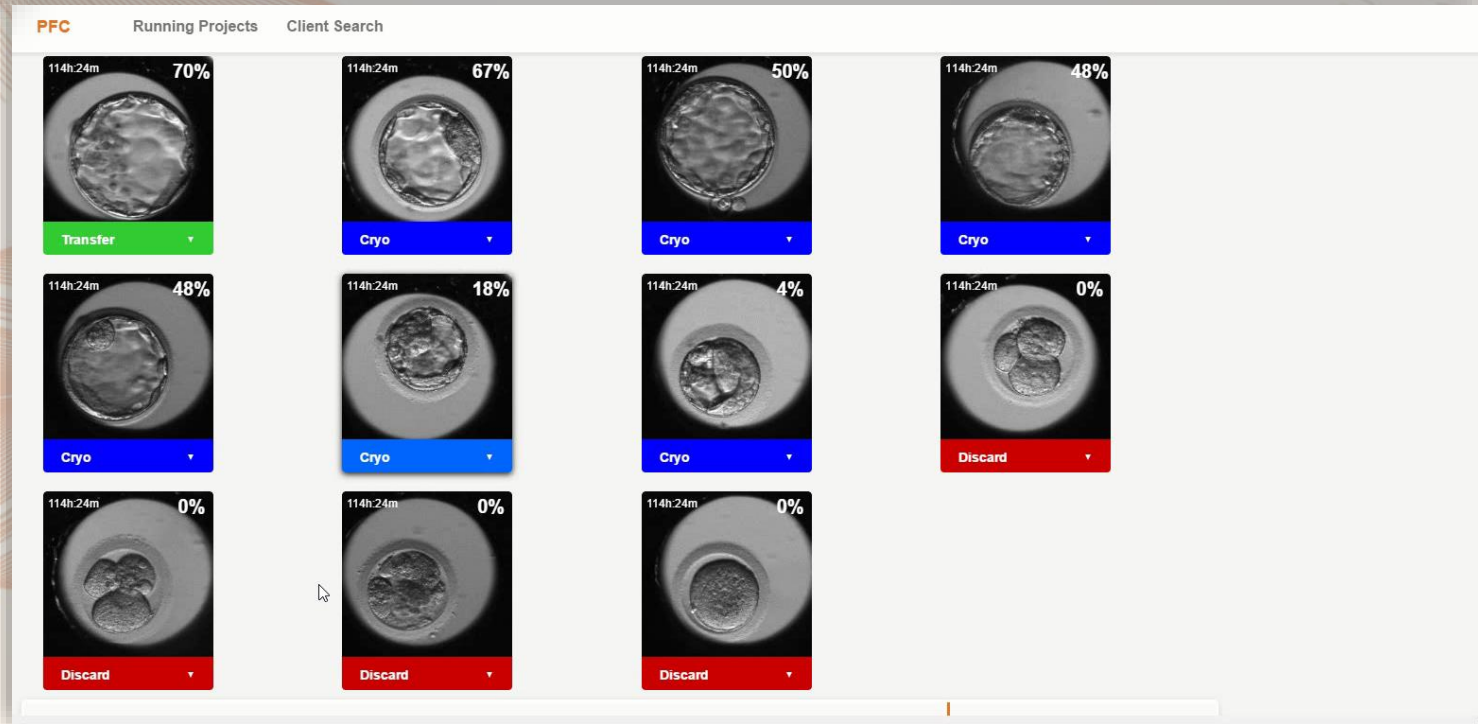 PFC Running Projects Client Search
114h:24m 70% 114h:24m 67% 114h:24m 50% 114h:24m 48%
Transfer Cryo Cryo Cryo
114h:24m 48% 114h:24m 18% 114h:24m 4% 114h:24m 0%
Cryo Cryo Cryo Discard
114h:24m 0% 114h:24m 0% 114h:24m 0%
Discard Discard Discard